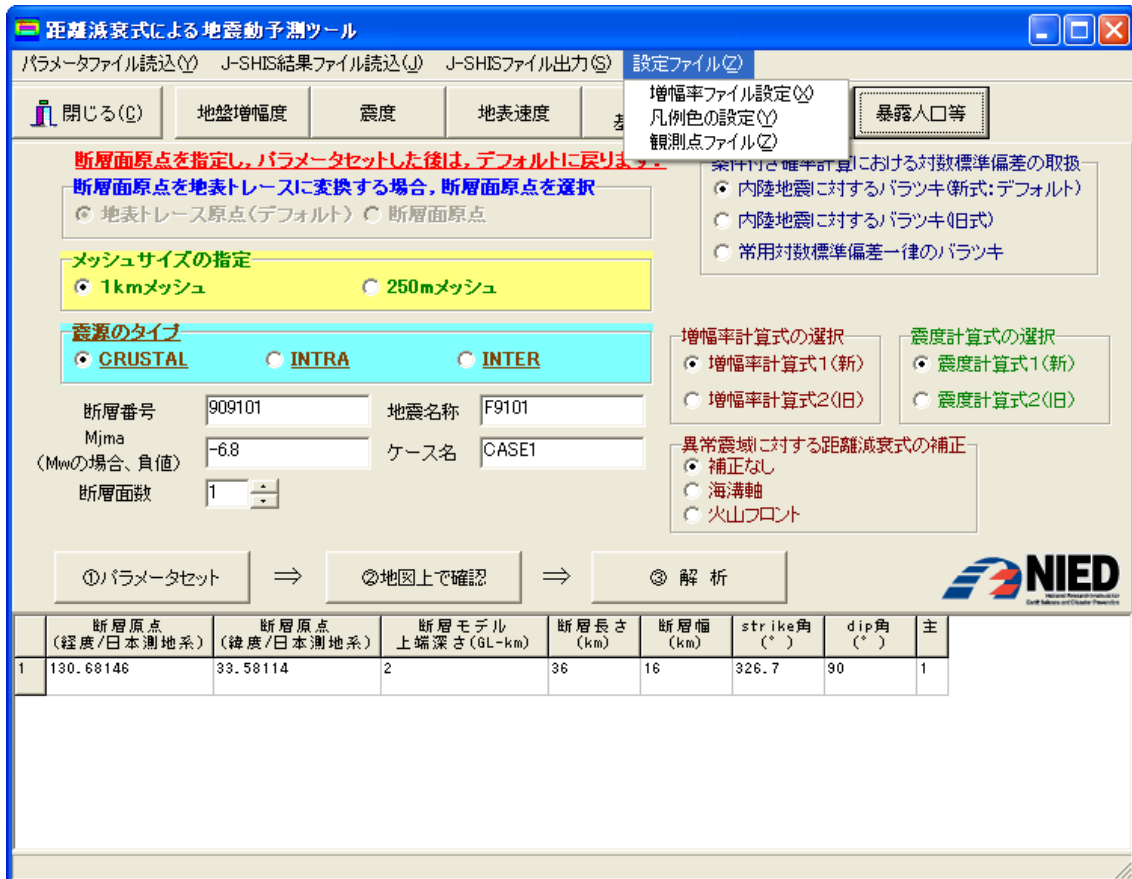 距離減衰式による地震動予測ツール
パラメータファイル読込(Y) J-SHIS結果ファイル読込(J) J-SHISファイル出力(S) 設定ファイル(Z)
増幅率ファイル設定(X)
凡例色の設定(Y)
観測点ファイル(Z)
閉じる(C) 地盤増幅度 震度 地表速度 暴露人口等
断層面原点を指定し,パラメータセットした後は,デフォルトに戻ります.
断層面原点を地表トレースに変換する場合,断層面原点を選択
地表トレース原点(デフォルト) 断層面原点
条件付き確率計算における対数標準偏差の取扱
内陸地震に対するバラツキ(新式:デフォルト)
内陸地震に対するバラツキ(旧式)
常用対数標準偏差一律のバラツキ
メッシュサイズの指定
1kmメッシュ 250mメッシュ
震源のタイプ
CRUSTAL INTRA INTER
増幅率計算式の選択
増幅率計算式1(新)
増幅率計算式2(旧)
震度計算式の選択
震度計算式1(新)
震度計算式2(旧)
断層番号 909101 地震名称 F9101
Mjma
(Mwの場合、負値) -6.8 ケース名 CASE1
断層面数 1
異常震域に対する距離減衰式の補正
補正なし
海溝軸
火山フロント
①パラメータセット ⇒ ②地図上で確認 ⇒ ③ 解 析
NIED
断層原点 断層原点 断層モデル 断層長さ 断層幅 strike角 dip角 主
(経度/日本測地系) (緯度/日本測地系) 上端深さ(GL-km) (km) (km) (°) (°)
1 130.68146 33.58114 2 36 16 326.7 90 1